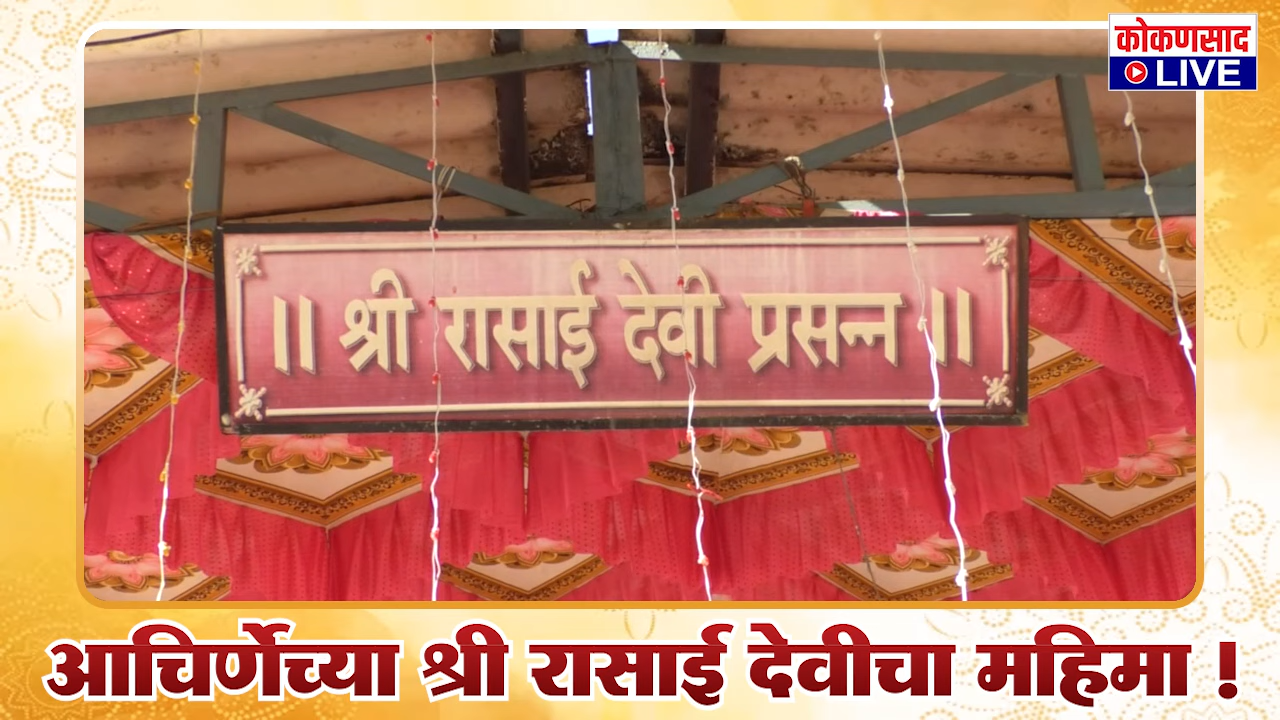 कोकणसाद
LIVE
।। श्री रासाई देवी प्रसन्न ।।
आचिर्णेच्या श्री रासाई देवीचा महिमा !